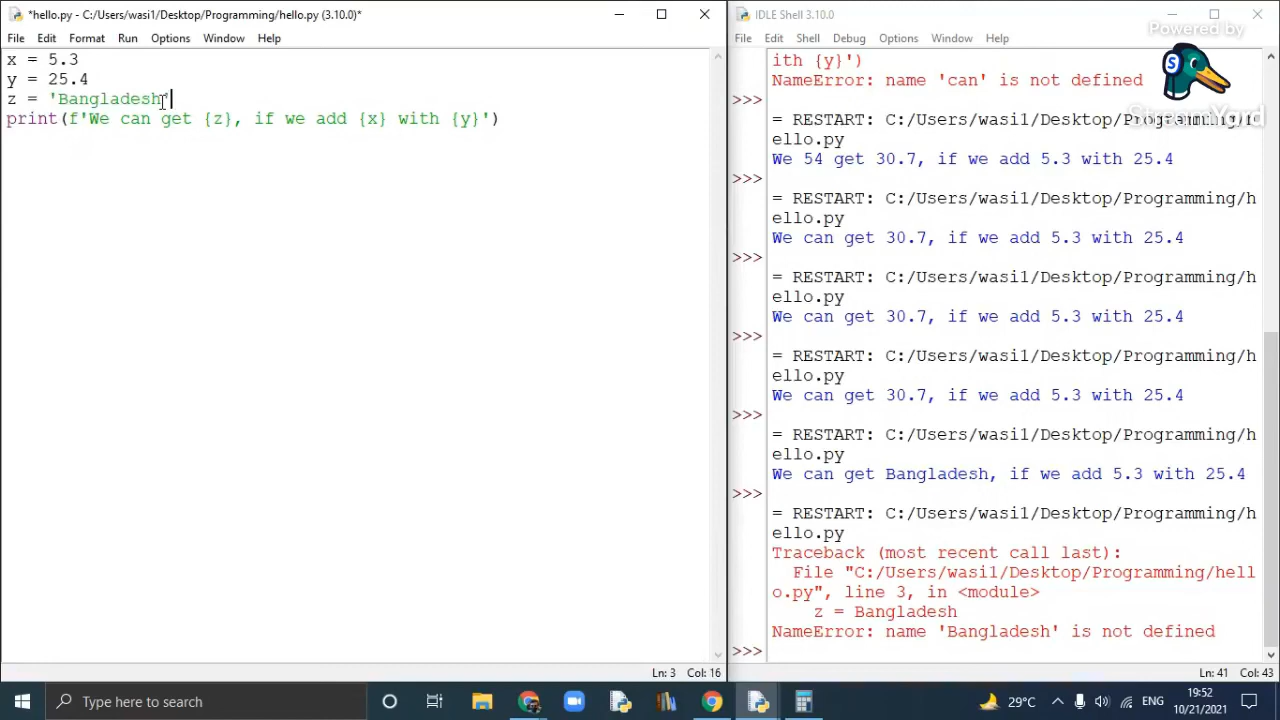 *hello.py - C:/Users/wasi1/Desktop/Programming/hello.py (3.10.0)*
File Edit Format Run Options Window Help
x = 5.3
y = 25.4
z = 'Bangladesh'
print(f'We can get {z}, if we add {x} with {y}')
Ln: 3 Col: 16
IDLE Shell 3.10.0
File Edit Shell Debug Options Window Help
Powered by
S
StreamYard
ith {y}')
NameError: name 'can' is not defined
>>>
= RESTART: C:/Users/wasi1/Desktop/Programming/h
ello.py
We 54 get 30.7, if we add 5.3 with 25.4
>>>
= RESTART: C:/Users/wasi1/Desktop/Programming/h
ello.py
We can get 30.7, if we add 5.3 with 25.4
>>>
= RESTART: C:/Users/wasi1/Desktop/Programming/h
ello.py
We can get 30.7, if we add 5.3 with 25.4
>>>
= RESTART: C:/Users/wasi1/Desktop/Programming/h
ello.py
We can get 30.7, if we add 5.3 with 25.4
>>>
= RESTART: C:/Users/wasi1/Desktop/Programming/h
ello.py
We can get Bangladesh, if we add 5.3 with 25.4
>>>
= RESTART: C:/Users/wasi1/Desktop/Programming/h
ello.py
Traceback (most recent call last):
File "C:/Users/wasi1/Desktop/Programming/hell
o.py", line 3, in <module>
z = Bangladesh
NameError: name 'Bangladesh' is not defined
>>>
Ln: 41 Col: 43
Type here to search
29°C
ENG
19:52
10/21/2021